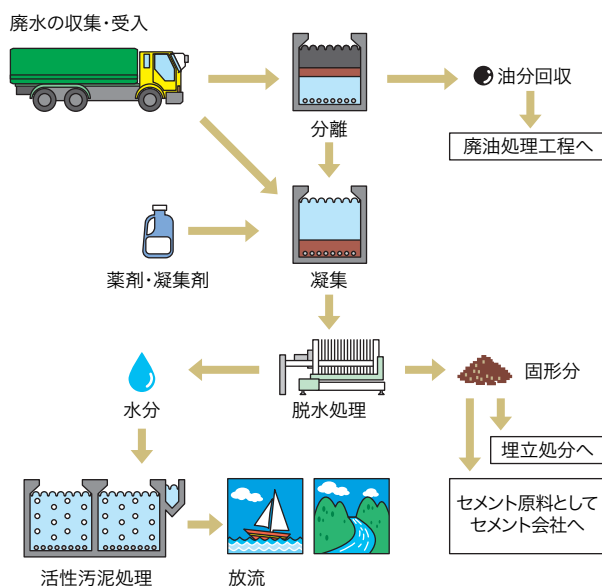 廃水の収集・受入
分離
油分回収
廃油処理工程へ
薬剤・凝集剤
凝集
水分
脱水処理
固形分
埋立処分へ
セメント原料として
セメント会社へ
活性汚泥処理
放流